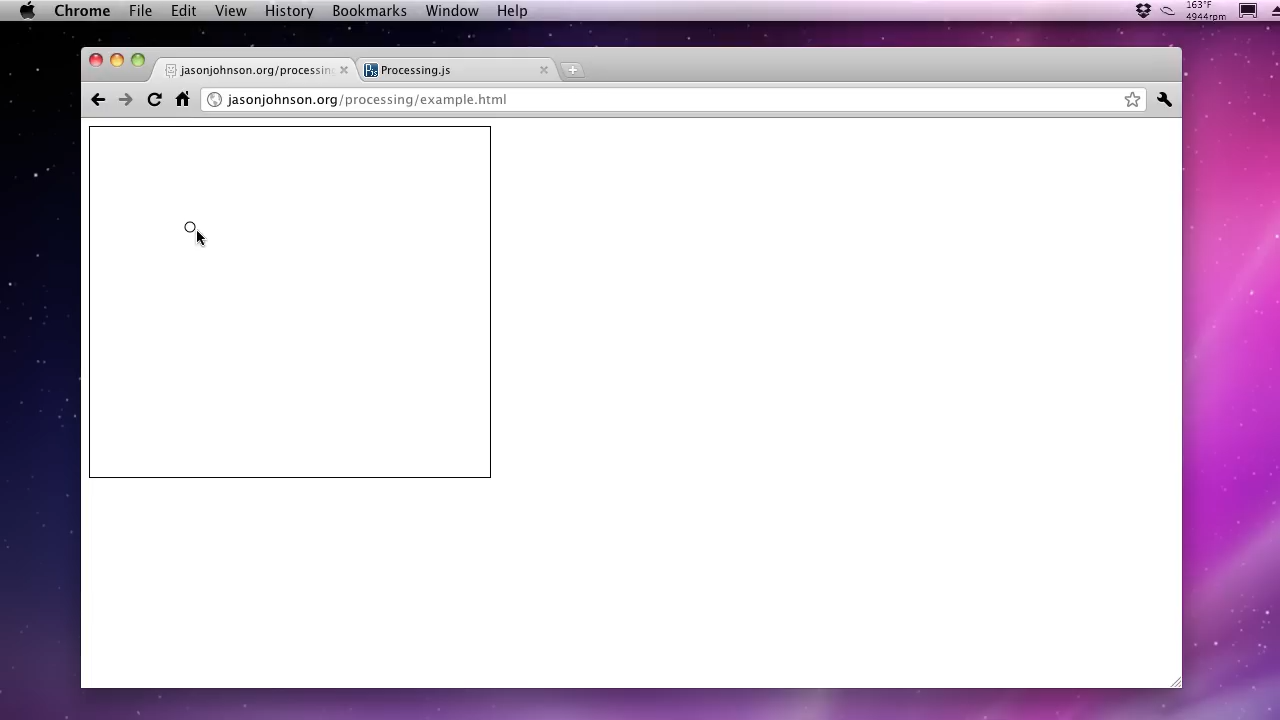 Chrome File Edit View History Bookmarks Window Help
163°F
4944rpm
jasonjohnson.org/processing
Processing.js
jasonjohnson.org/processing/example.html